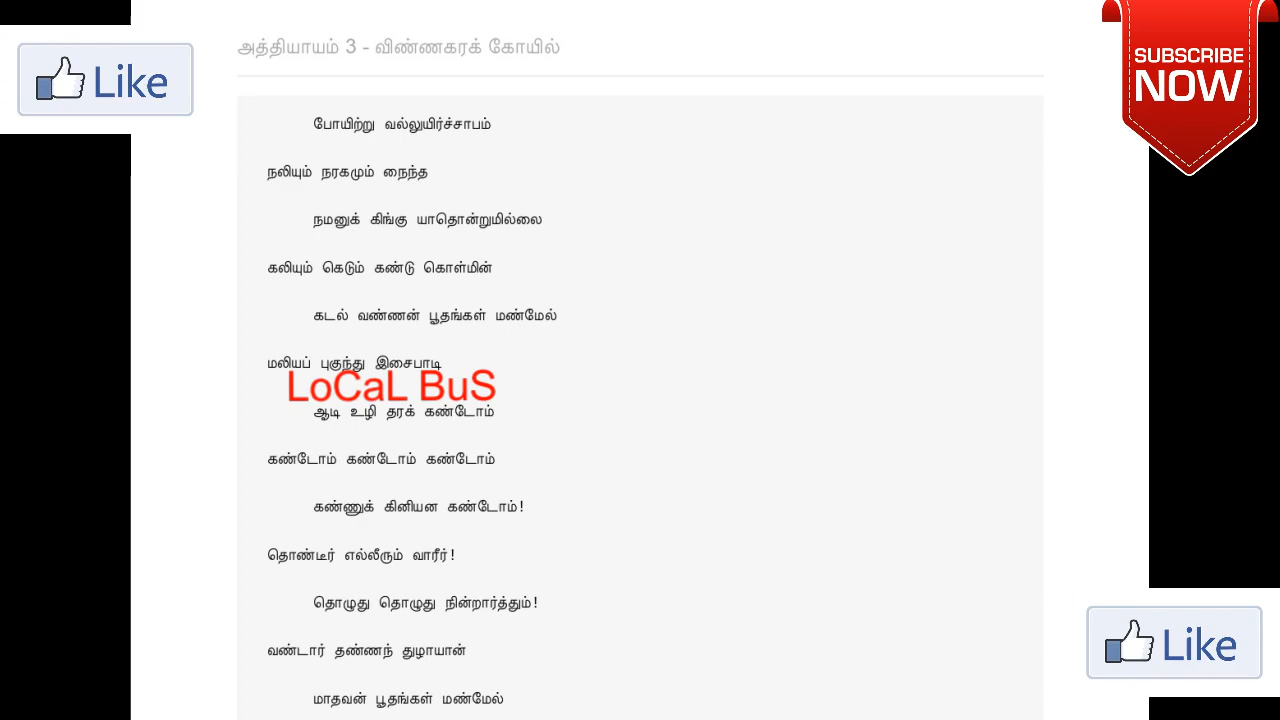 Like
SUBSCRIBE
NOW
அத்தியாயம் 3 - விண்ணகரக் கோயில்
போயிற்று வல்லுயிர்ச்சாபம்
நலியும் நரகமும் நைந்த
நமனுக் கிங்கு யாதொன்றுமில்லை
கலியும் கெடும் கண்டு கொள்மின்
கடல் வண்ணன் பூதங்கள் மண்மேல்
மலியப் புகுந்து இசைபாடி
LoCaL BuS
ஆடி உழி தரக் கண்டோம்
கண்டோம் கண்டோம் கண்டோம்
கண்ணுக் கினியன கண்டோம்!
தொண்டீர் எல்லீரும் வாரீர்!
தொழுது தொழுது நின்றார்த்தும்!
வண்டார் தண்ணந் துழாயான்
மாதவன் பூதங்கள் மண்மேல்
Like